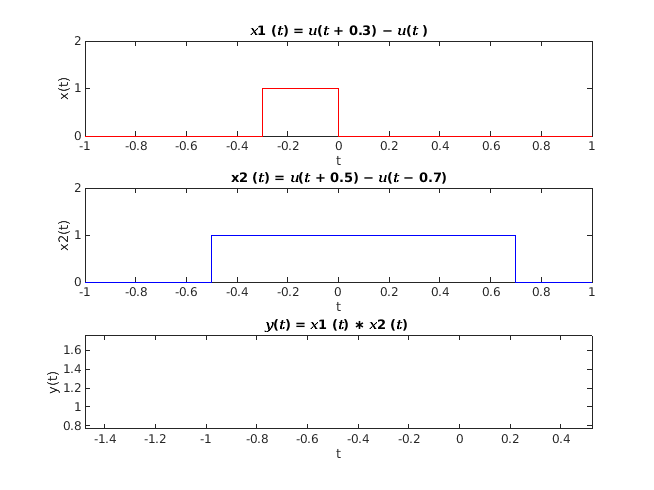 x1 (t) = u(t + 0.3) − u(t )
2
1
0
x(t)
-1 -0.8 -0.6 -0.4 -0.2 0 0.2 0.4 0.6 0.8 1
t
x2 (t) = u(t + 0.5) − u(t − 0.7)
2
1
0
x2(t)
-1 -0.8 -0.6 -0.4 -0.2 0 0.2 0.4 0.6 0.8 1
t
y(t) = x1 (t) ∗ x2 (t)
1.6
1.4
1.2
1
0.8
y(t)
-1.4 -1.2 -1 -0.8 -0.6 -0.4 -0.2 0 0.2 0.4
t